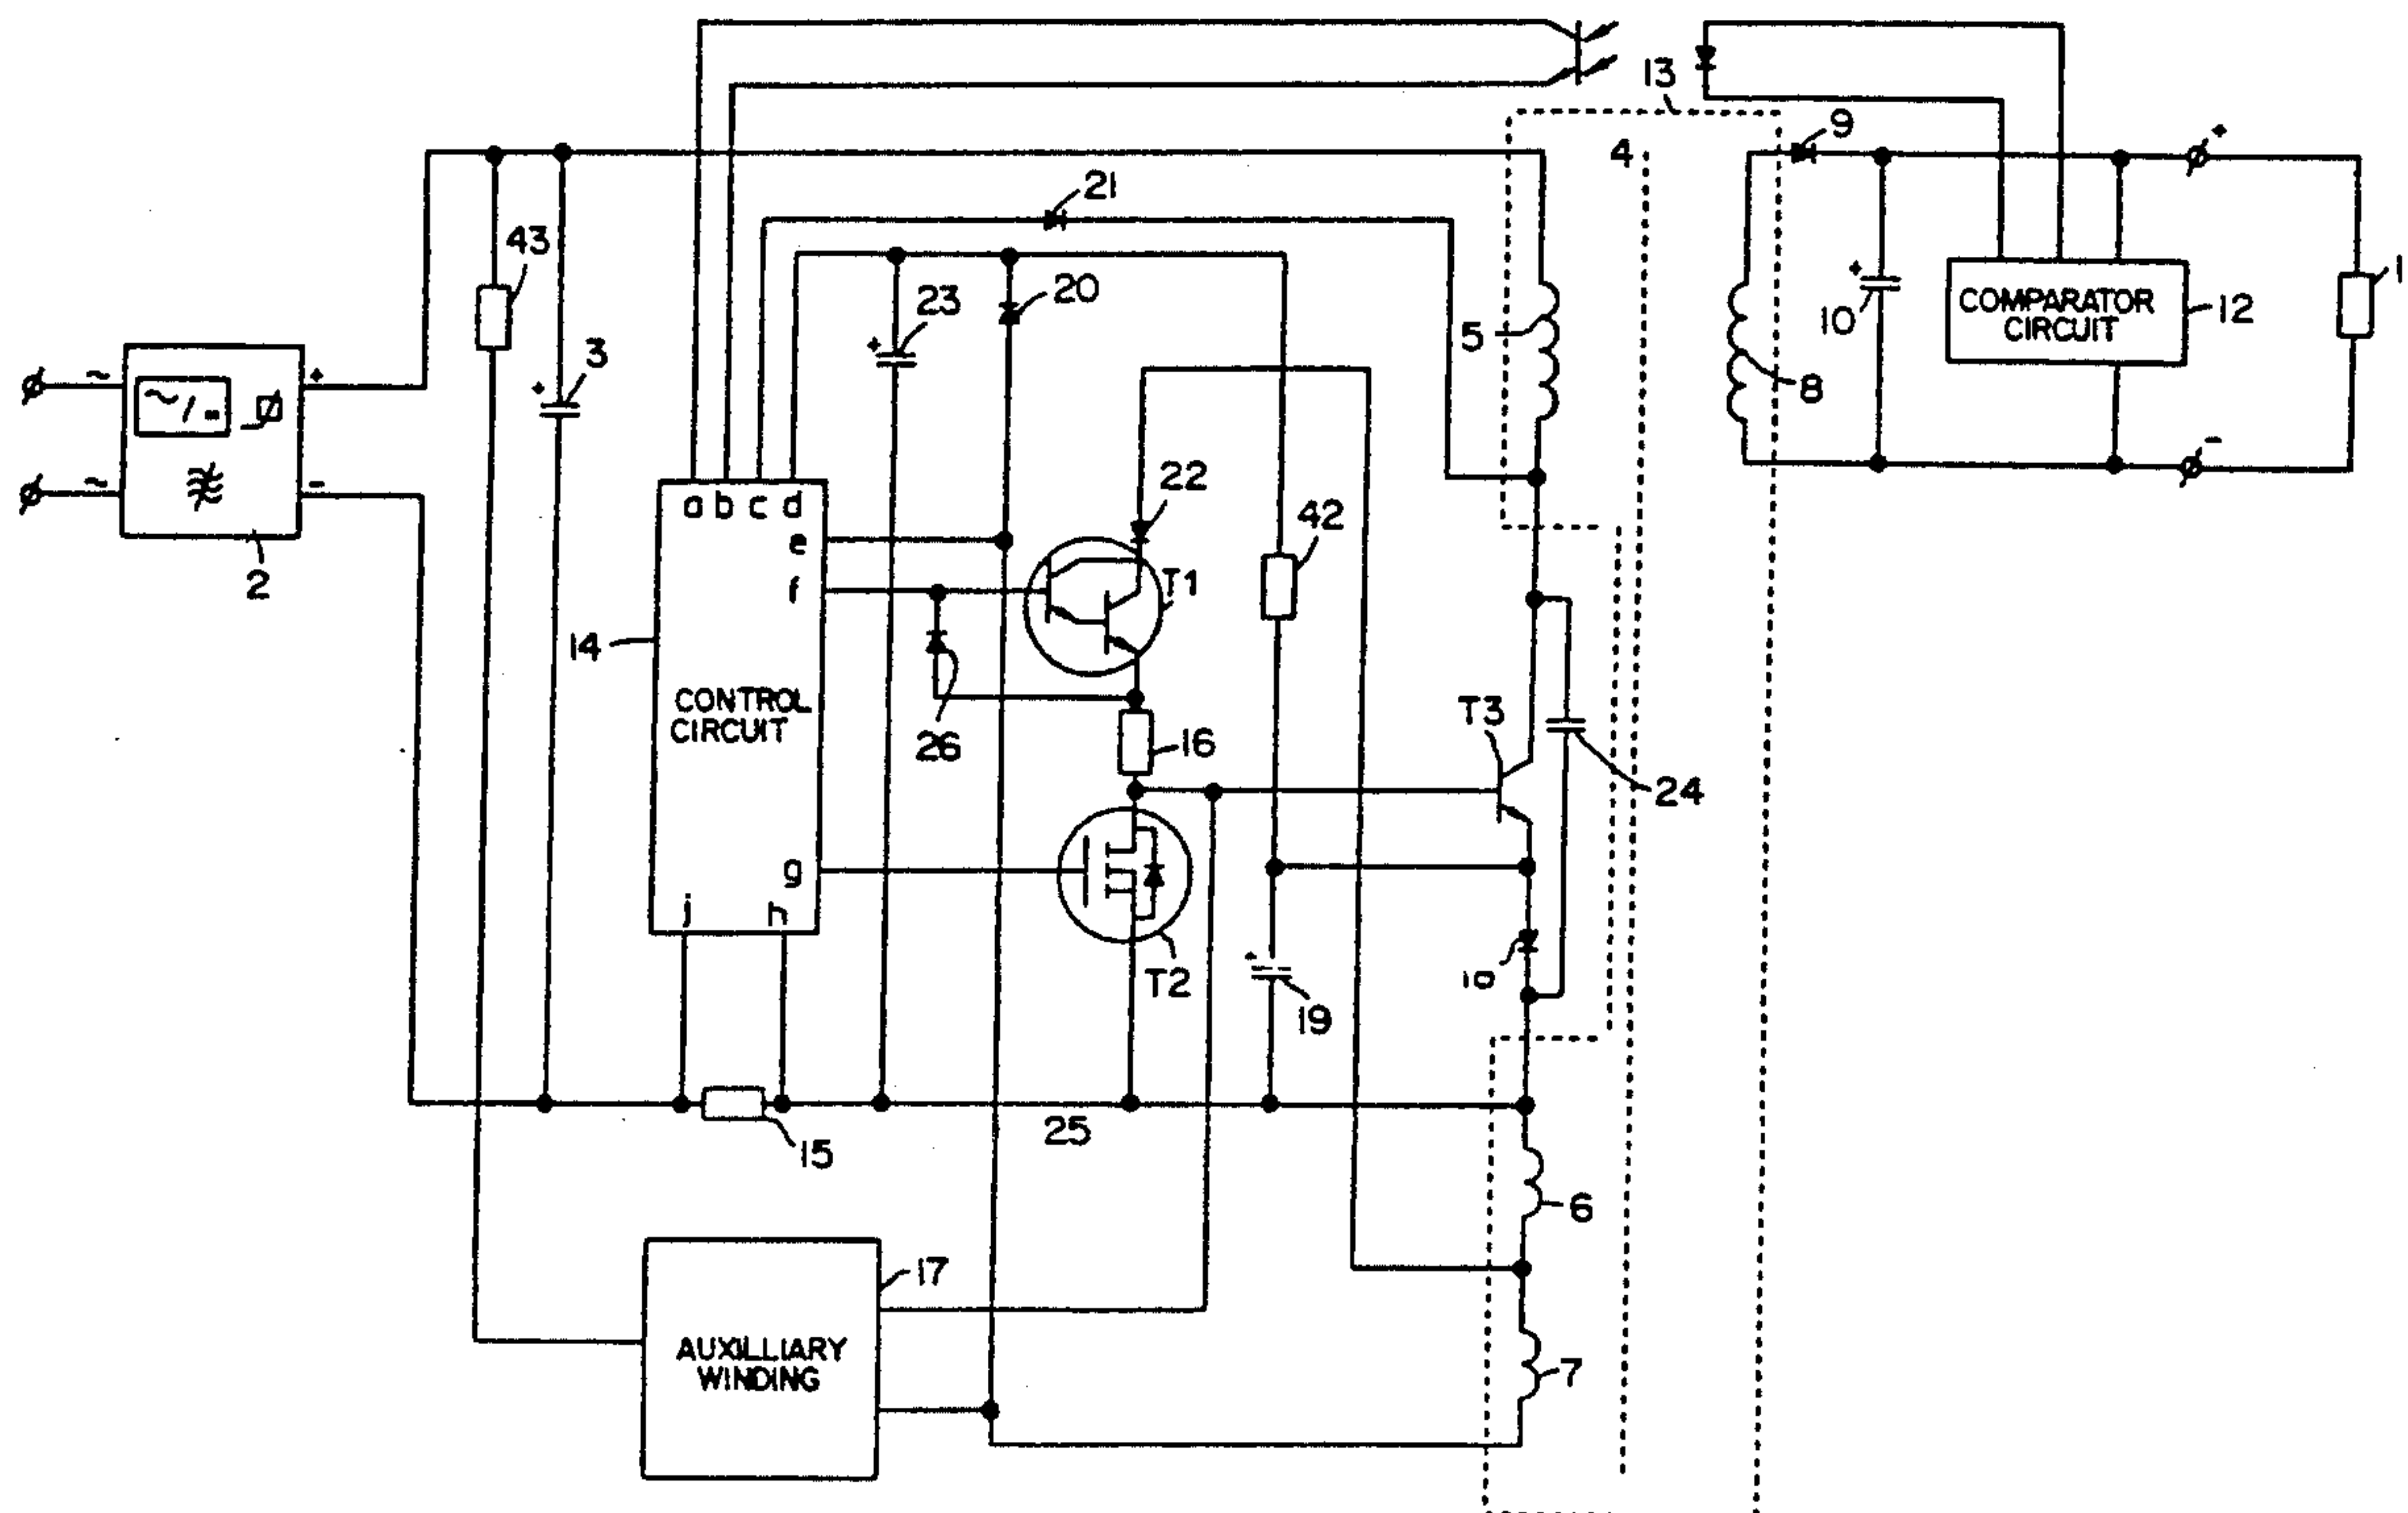 13
9
+
4
21
43
20
23
+
5
+
10
COMPARATOR
CIRCUIT
12
1
8
~
+
3
+
~/=
~
-
-
2
a b c d
22
42
e
f
T1
14
CONTROL
CIRCUIT
26
16
T3
24
g
j
h
T2
+
19
25
15
6
17
AUXILLIARY
WINDING
7